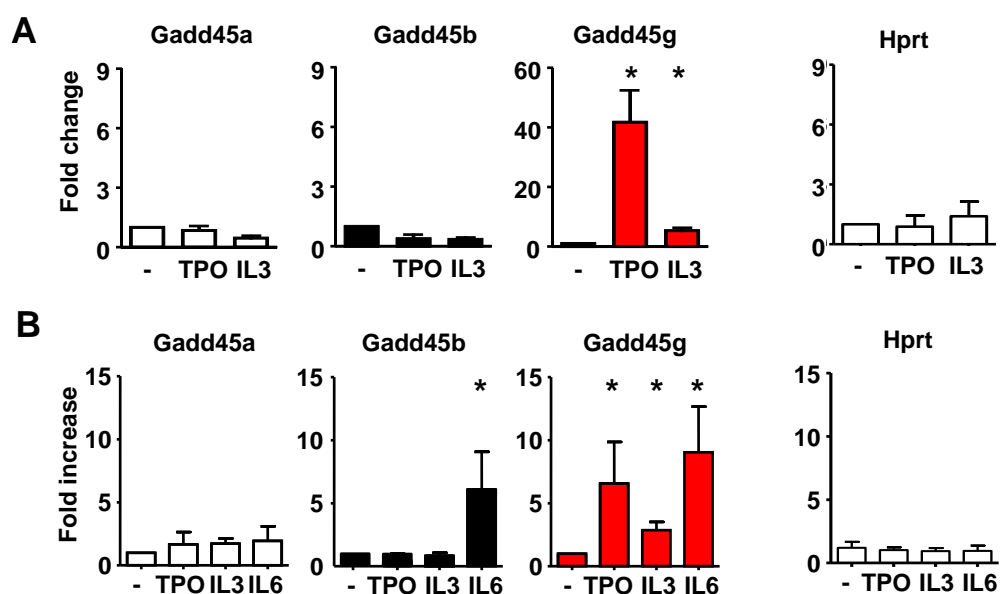 A
Gadd45a Gadd45b Gadd45g Hprt
Fold change
9 9 60 9
6 6 40 6
3 3 20 3
0 0 0 0
- TPO IL3 - TPO IL3 - TPO IL3 - TPO IL3
* *
B
Gadd45a Gadd45b Gadd45g Hprt
Fold increase
15 15 15 15
* * * *
10 10 10 10
5 5 5 5
0 0 0 0
- TPO IL3 IL6 - TPO IL3 IL6 - TPO IL3 IL6 - TPO IL3 IL6